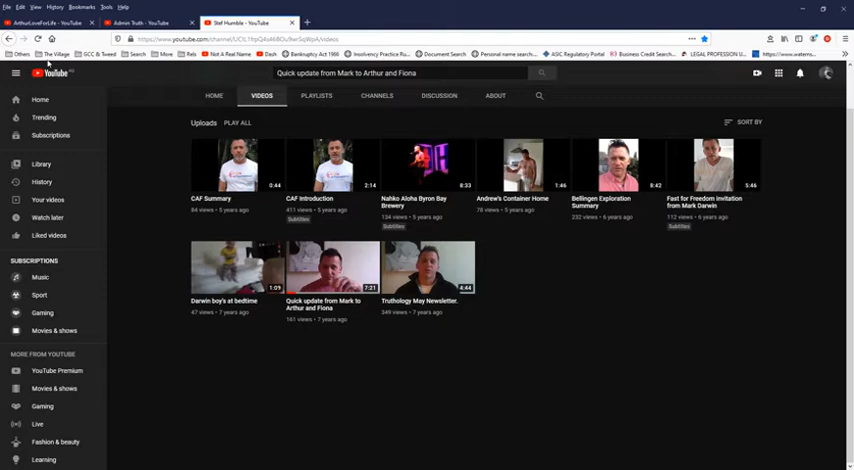 File Edit View History Bookmarks Tools Help
ArthurLoveForLife - YouTube
Admin Truth - YouTube
Stef Humble - YouTube
Others The Village GCC & Tweed Search More Rels Not A Real Name Dash Bankruptcy Act 1966 Insolvency Practice Ru... Document Search Personal name search... ASIC Regulatory Portal Business Credit Search... LEGAL PROFESSION U...
YouTube
Quick update from Mark to Arthur and Fiona
HOME VIDEOS PLAYLISTS CHANNELS DISCUSSION ABOUT
Home
Trending
Subscriptions
Library
History
Your videos
Watch later
Liked videos
SUBSCRIPTIONS
Music
Sport
Gaming
Movies & shows
MORE FROM YOUTUBE
YouTube Premium
Movies & shows
Gaming
Live
Fashion & beauty
Learning
Uploads PLAY ALL
SORT BY
0:44
CAF Summary
84 views • 5 years ago
2:14
CAF Introduction
411 views • 5 years ago
Subtitles
8:33
Nahko Aloha Byron Bay
Brewery
134 views • 5 years ago
Subtitles
1:46
Andrew's Container Home
78 views • 5 years ago
8:42
Bellingen Exploration
Summary
232 views • 6 years ago
5:46
Fast for Freedom invitation
from Mark Darwin
112 views • 6 years ago
Subtitles
1:09
Darwin boy's at bedtime
47 views • 7 years ago
7:21
Quick update from Mark to
Arthur and Fiona
161 views • 7 years ago
4:44
Truthology May Newsletter.
349 views • 7 years ago